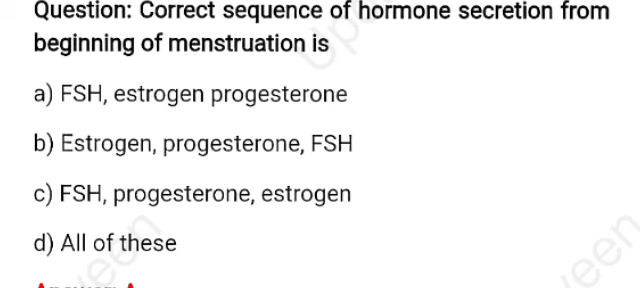 Question: Correct sequence of hormone secretion from
beginning of menstruation is
a) FSH, estrogen progesterone
b) Estrogen, progesterone, FSH
c) FSH, progesterone, estrogen
d) All of these